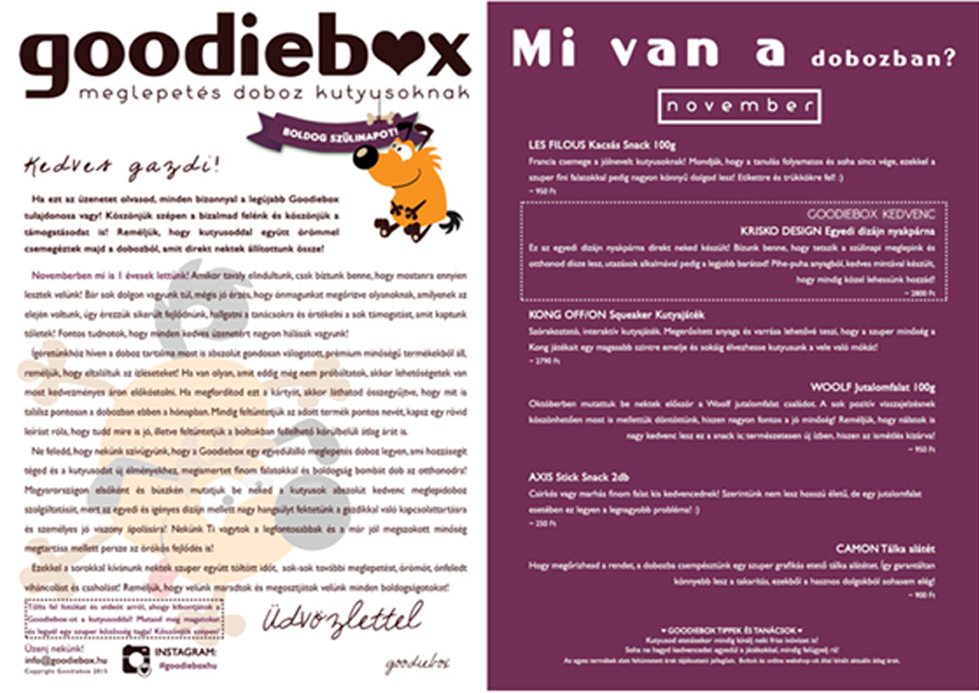 goodiebox
meglepetés doboz kutyusoknak
BOLDOG SZÜLINAPOT!
Kedves gazdi!
Ha ezt az üzenetet olvasod, minden bizonnyal a legújabb Goodiebox
tulajdonosa vagy! Köszönjük szépen a bizalmad felénk és köszönjük a
támogatásodat is! Reméljük, hogy kutyusoddal együtt örömmel
csemegéztek majd a dobozból, amit direkt nektek állítottunk össze!
Novemberben mi is 1 évesek lettünk! Amikor tavaly elindultunk, csak bíztunk benne, hogy mostanra ennyien
lesztek velünk! Bár sok dolgon vagyunk túl, mégis jó érzés, hogy önmagunkat megőrizve olyanoknak, amilyenek az
elején voltunk, úgy érezzük sikerült fejlődnünk, hallgatni a tanácsokra és értékelni a sok támogatást, amit kaptunk
tőletek! Fontos tudnotok, hogy minden kedves üzenetért nagyon hálásak vagyunk!
Ígéretünkhöz híven a doboz tartalma most is abszolút gondosan válogatott, prémium minőségű termékekből áll,
reméljük, hogy eltaláltuk az ízléseteket! Ha van olyan, amit eddig még nem próbáltatok, akkor lehetőségetek van
most kedvezményes áron előkóstolni. Ha megfordítod ezt a kártyát, akkor láthatod összegyűjtve, hogy mit is
találsz pontosan a dobozban ebben a hónapban. Mindig feltüntetjük az adott termék pontos nevét, kapsz egy rövid
leírást róla, hogy tudd mire is jó, illetve feltüntetjük a boltokban fellelhető körülbelüli átlag árát is.
Ne feledd, hogy nekünk szívügyünk, hogy a Goodiebox egy egyedülálló meglepetés doboz legyen, ami hozzásegít
téged és a kutyusodat új élményekhez, megismertet finom falatokkal és boldogság bombát dob az otthonodra!
Magyarországon elsőként és büszkén mutatjuk be neked a kutyusok abszolút kedvenc meglepidoboz
szolgáltatását, mert az egyedi és igényes dizájn mellett nagy hangsúlyt fektetünk a gazdikkal való kapcsolattartásra
és személyes jó viszony ápolására! Nekünk Ti vagytok a legfontosabbak és a már jól megszokott minőség
megtartása mellett persze az örökös fejlődés is!
Ezekkel a sorokkal kívánunk nektek szuper együtt töltött időt, sok-sok további meglepetést, örömöt, önfeledt
viháncolást és csaholást! Reméljük, hogy velünk maradtok és megosztjátok velünk minden boldogságotokat!
Tölts fel fotókat és videót arról, ahogy kibontjátok a
Goodiebox-ot a kutyusoddal! Mutasd meg magatokat
és legyél egy szuper közösség tagja! Köszönjük szépen!
Üdvözlettel
goodiebox
Üzenj nekünk!
info@goodiebox.hu
Copyright Goodiebox 2015
INSTAGRAM:
#goodieboxhu
Mi van a dobozban?
november
LES FILOUS Kacsás Snack 100g
Francia csemege a jólnevelt kutyusoknak! Mondják, hogy a tanulás folyamatos és soha sincs vége, ezekkel a
szuper fini falatokkal pedig nagyon könnyű dolgod lesz! Etikettre és trükkökre fel! :)
~ 950 Ft
GOODIEBOX KEDVENC
KRISKO DESIGN Egyedi dizájn nyakpárna
Ez az egyedi dizájn nyakpárna direkt neked készült! Bízunk benne, hogy tetszik a szülinapi meglepink és
otthonod dísze lesz, utazások alkalmával pedig a legjobb barátod! Pihe-puha anyagból, kedves mintával készült,
hogy mindig közel lehessünk hozzád!
~ 2800 Ft
KONG OFF/ON Squeaker Kutyajáték
Szórakoztató, interaktív kutyajáték. Megerősített anyaga és varrása lehetővé teszi, hogy a szuper minőség a
Kong játékait egy magasabb szintre emelje és sokáig élvezhesse kutyusunk a vele való mókát!
~ 2790 Ft
WOOLF Jutalomfalat 100g
Októberben mutattuk be nektek először a Woolf jutalomfalat családot. A sok pozitív visszajelzésnek
köszönhetően most is mellettük döntöttünk, hiszen nagyon fontos a jó minőség! Reméljük, hogy nálatok is
nagy kedvenc lesz ez a snack is; természetesen új ízben, hiszen az ismédlés kizárva!
~ 950 Ft
AXIS Stick Snack 2db
Csirkés vagy marhás finom falat kis kedvencednek! Szerintünk nem lesz hosszú életű, de egy jutalomfalat
esetében ez legyen a legnagyobb probléma! :)
~ 250 Ft
CAMON Tálka alátét
Hogy megőrizhesd a rendet, a dobozba csempésztünk egy szuper grafikás etető tálka alátétet. Így garantáltan
könnyebb lesz a takarítás, ezekből a hasznos dolgokból sohasem elég!
~ 900 Ft
♥ GOODIEBOX TIPPEK ÉS TANÁCSOK ♥
Kutyusod etetésekor mindig kínálj neki friss ivóvizet is!
Soha ne hagyd kedvencedet egyedül a játékokkal, mindig felügyelj rá!
Az egyes termékek alatt feltüntetett árak tájékoztató jellegűek. Boltok és online webshop-ok által kínált aktuális átlag árak.